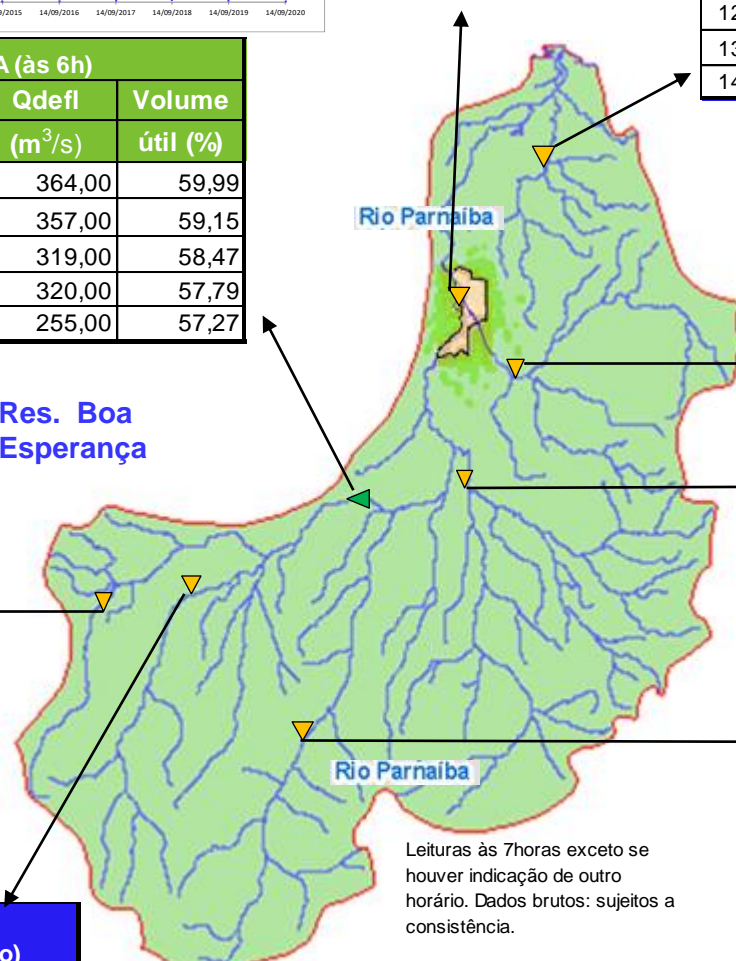 14/09/2016 14/09/2017 14/09/2018 14/09/2019 14/09/2020
(às 6h)
Qdefl Volume
(m³/s) útil (%)
364,00 59,99
357,00 59,15
319,00 58,47
320,00 57,79
255,00 57,27
12
13
14
Rio Parnaíba
Res. Boa
Esperança
Rio Parnaíba
Leituras às 7horas exceto se
houver indicação de outro
horário. Dados brutos: sujeitos a
consistência.